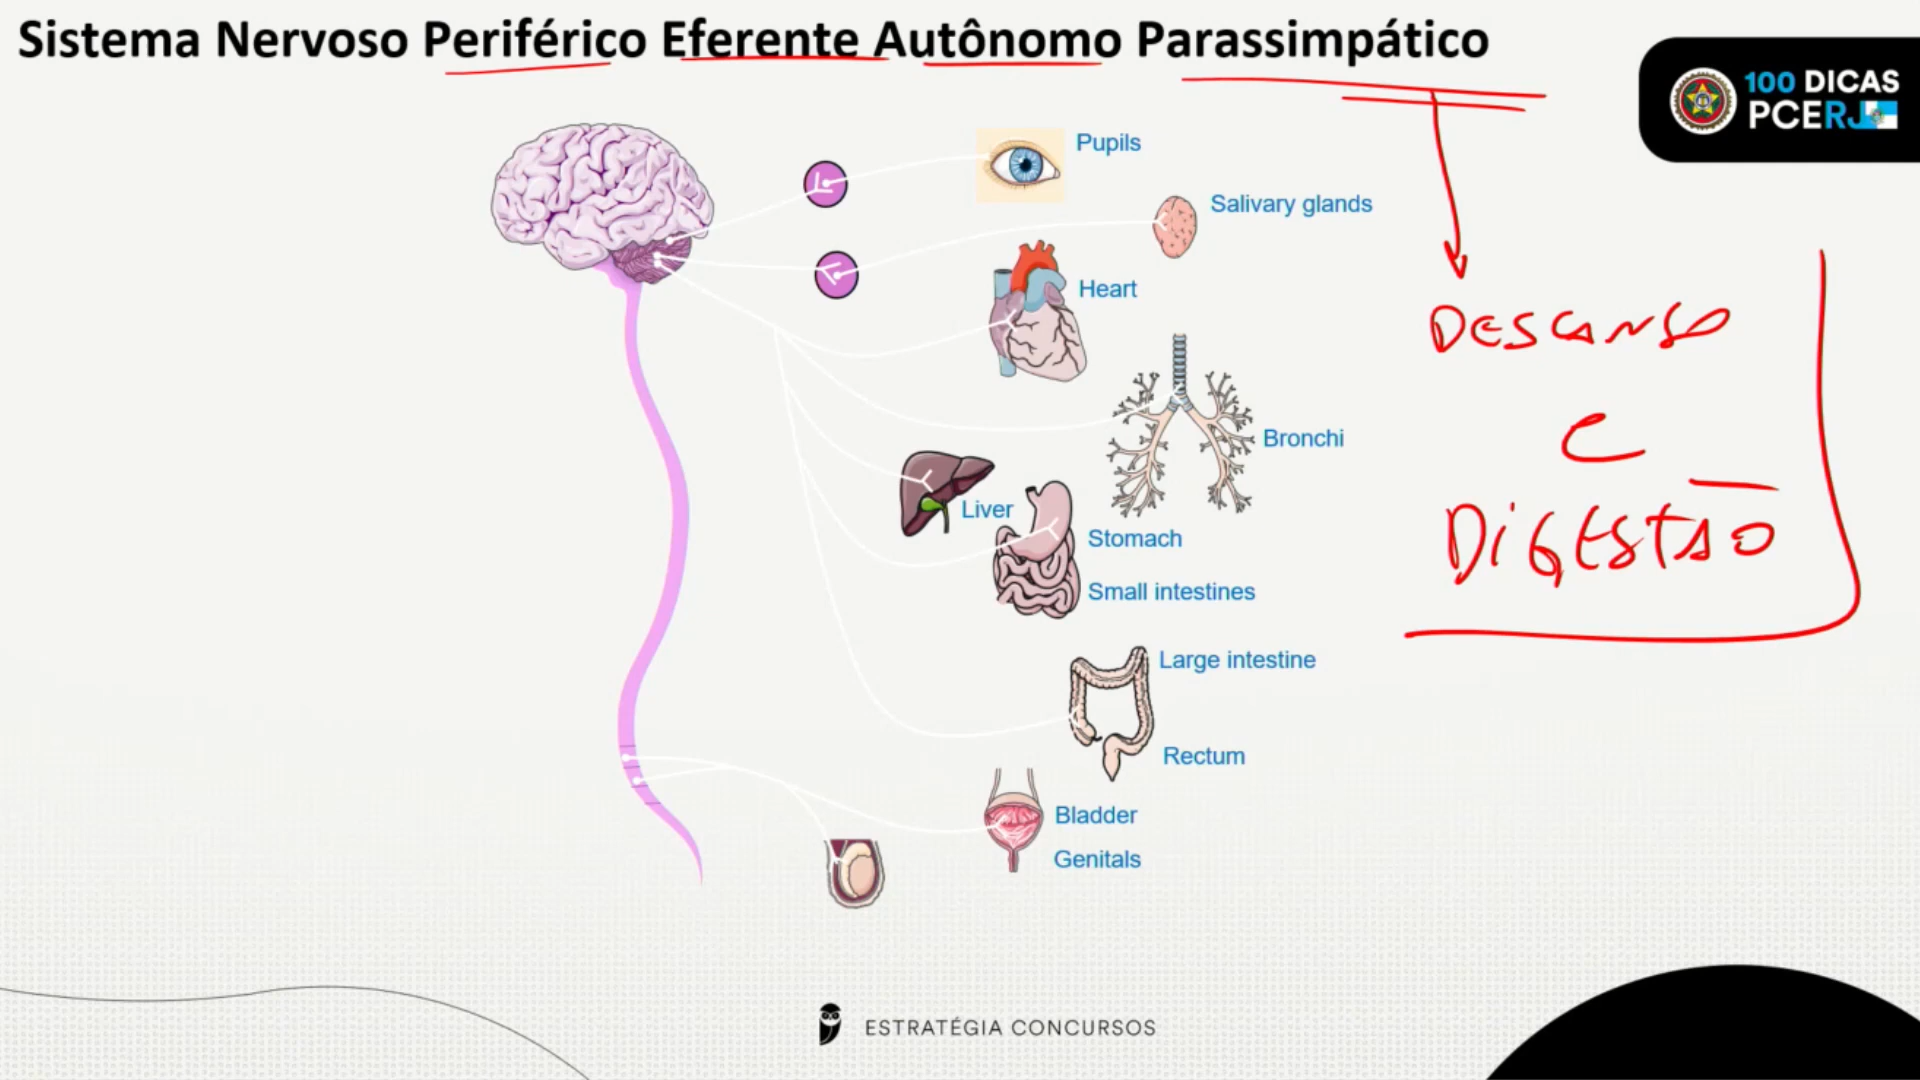 Sistema Nervoso Periférico Eferente Autônomo Parassimpático
100 DICAS
PCERJ
Pupils
Salivary glands
Heart
DESCANSO
E
DIGESTÃO
Bronchi
Liver
Stomach
Small intestines
Large intestine
Rectum
Bladder
Genitals
ESTRATÉGIA CONCURSOS